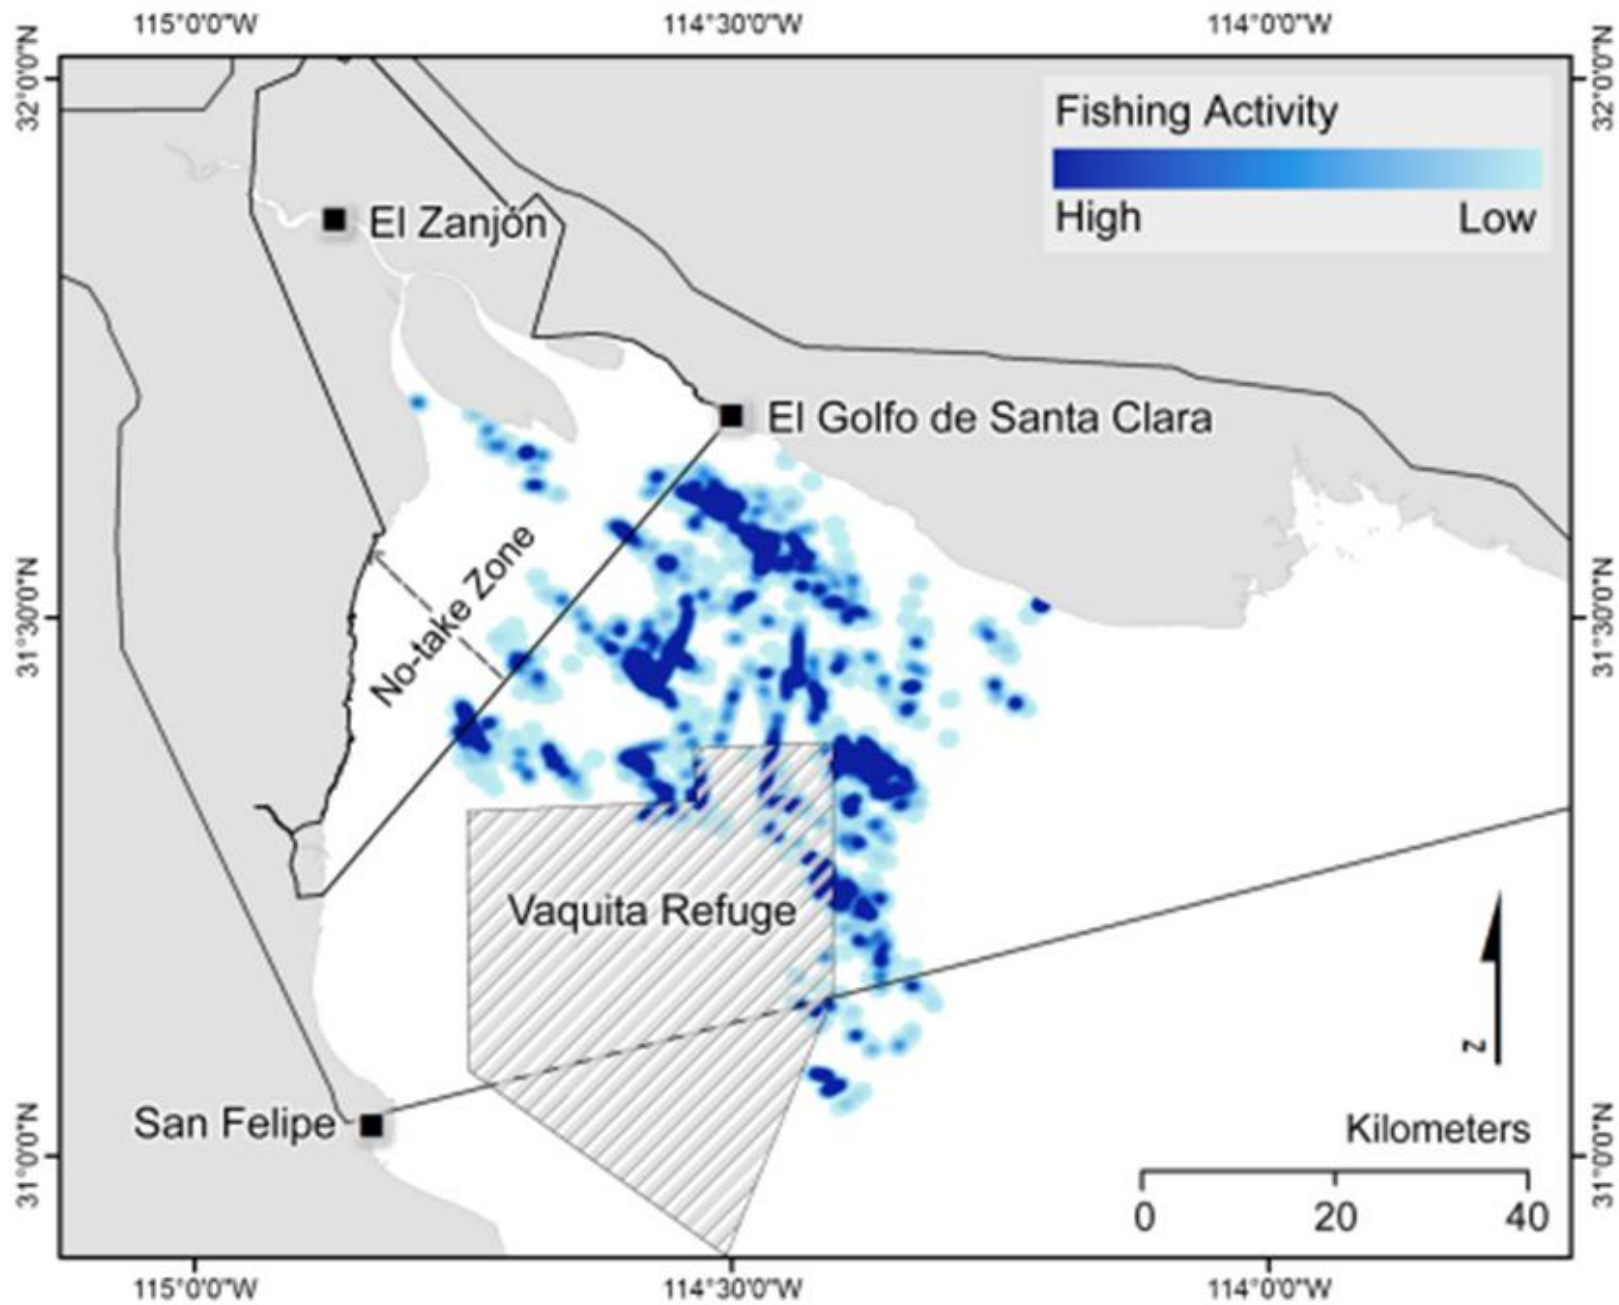 115°0'0"W 114°30'0"W 114°0'0"W
32°0'0"N
32°0'0"N
Fishing Activity
High Low
El Zanjón
El Golfo de Santa Clara
No-take Zone
31°30'0"N
31°30'0"N
Vaquita Refuge
N
San Felipe
Kilometers
31°0'0"N
31°0'0"N
0 20 40
115°0'0"W 114°30'0"W 114°0'0"W